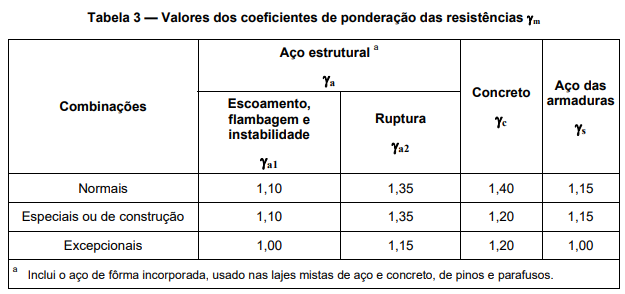 Tabela 3 — Valores dos coeficientes de ponderação das resistências γm
Combinações
Aço estrutural a
γa
Escoamento,
flambagem e
instabilidade
γa1
Ruptura
γa2
Concreto
γc
Aço das
armaduras
γs
Normais 1,10 1,35 1,40 1,15
Especiais ou de construção 1,10 1,35 1,20 1,15
Excepcionais 1,00 1,15 1,20 1,00
a Inclui o aço de fôrma incorporada, usado nas lajes mistas de aço e concreto, de pinos e parafusos.